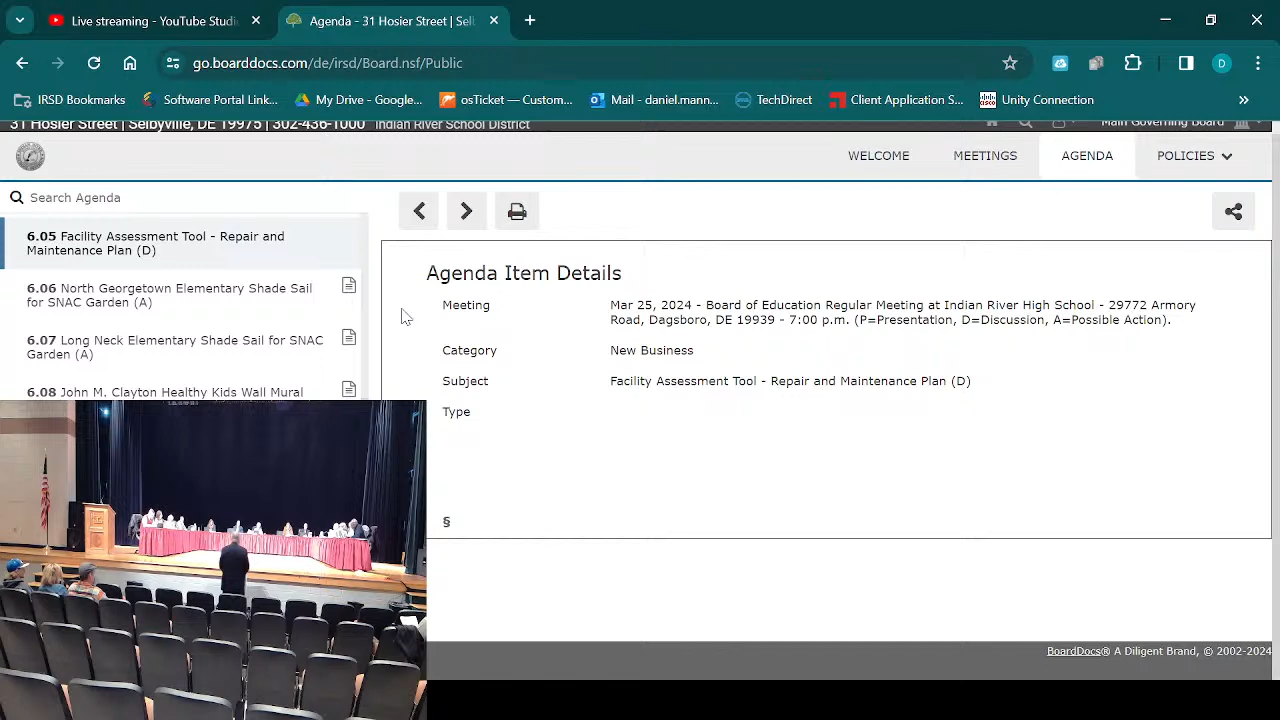 Live streaming - YouTube Studi
Agenda - 31 Hosier Street | Sel
go.boarddocs.com/de/irsd/Board.nsf/Public
D
IRSD Bookmarks
Software Portal Link...
My Drive - Google...
osTicket — Custom...
Mail - daniel.mann...
TechDirect
Client Application S...
Unity Connection
31 Hosier Street | Selbyville, DE 19975 | 302-436-1000 Indian River School District
Main Governing Board
WELCOME
MEETINGS
AGENDA
POLICIES
Search Agenda
6.05 Facility Assessment Tool - Repair and
Maintenance Plan (D)
6.06 North Georgetown Elementary Shade Sail
for SNAC Garden (A)
6.07 Long Neck Elementary Shade Sail for SNAC
Garden (A)
6.08 John M. Clayton Healthy Kids Wall Mural
Agenda Item Details
Meeting
Mar 25, 2024 - Board of Education Regular Meeting at Indian River High School - 29772 Armory
Road, Dagsboro, DE 19939 - 7:00 p.m. (P=Presentation, D=Discussion, A=Possible Action).
Category
New Business
Subject
Facility Assessment Tool - Repair and Maintenance Plan (D)
Type
§
BoardDocs® A Diligent Brand, © 2002-2024